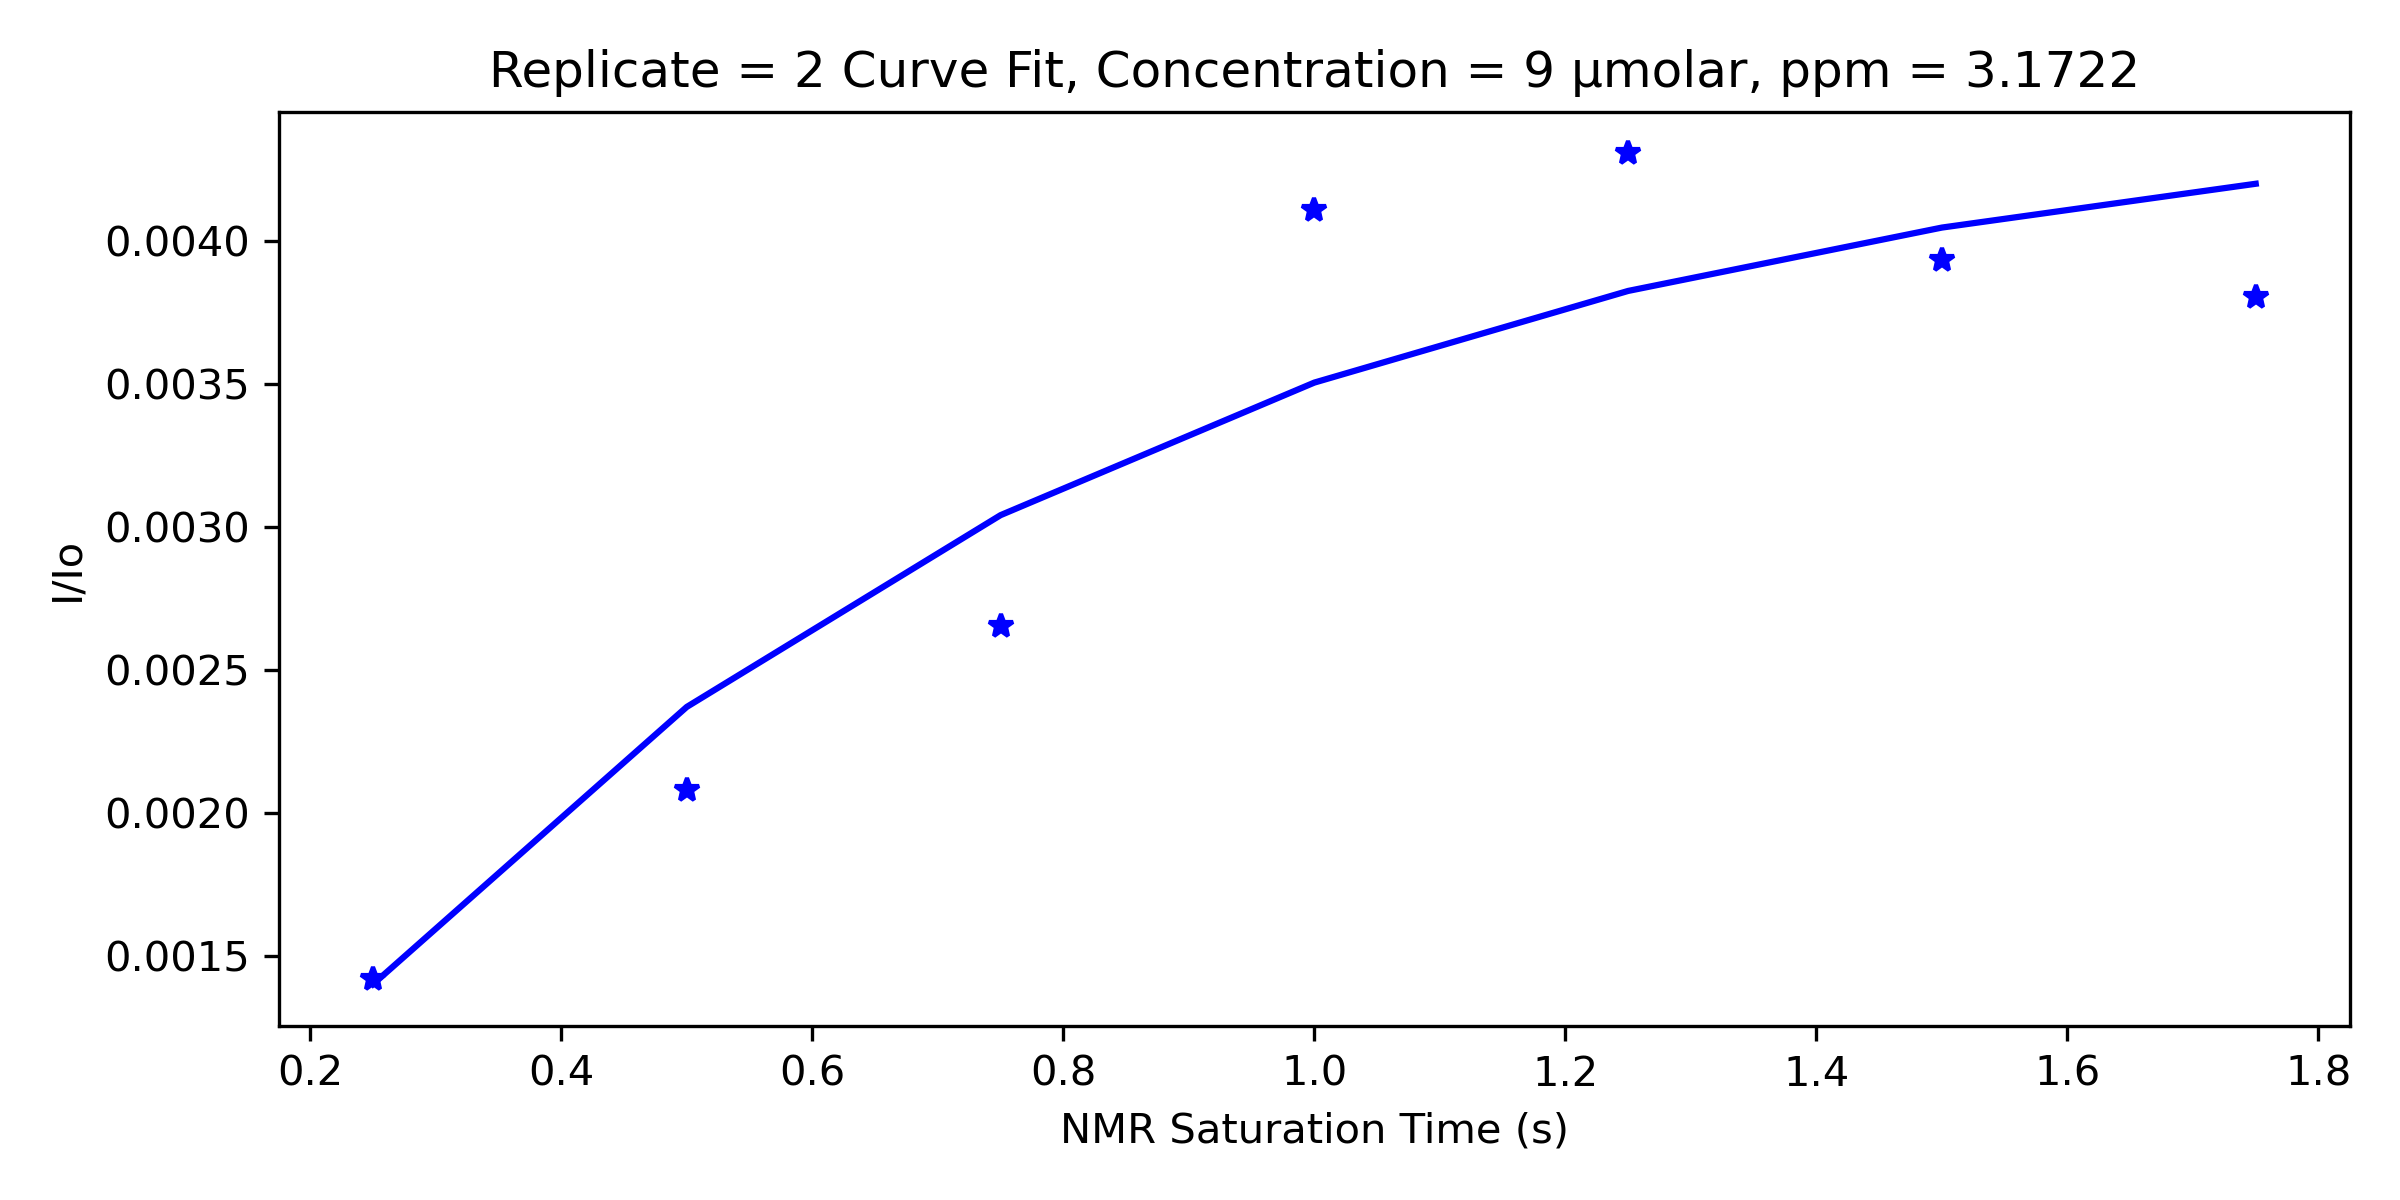 Replicate = 2 Curve Fit, Concentration = 9 μmolar, ppm = 3.1722
0.0040
0.0035
0.0030
0.0025
0.0020
0.0015
I/Io
0.2 0.4 0.6 0.8 1.0 1.2 1.4 1.6 1.8
NMR Saturation Time (s)